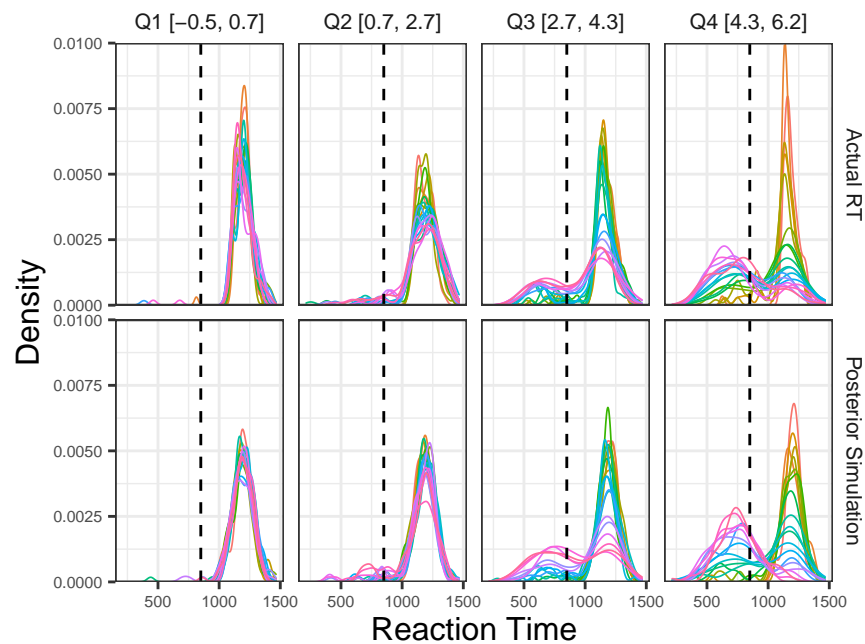 Q1 [−0.5, 0.7] Q2 [0.7, 2.7] Q3 [2.7, 4.3] Q4 [4.3, 6.2]
0.0100
0.0075
0.0050
0.0025
0.0000
Actual RT
Density
0.0100
0.0075
0.0050
0.0025
0.0000
Posterior Simulation
500 1000 1500 500 1000 1500 500 1000 1500 500 1000 1500
Reaction Time